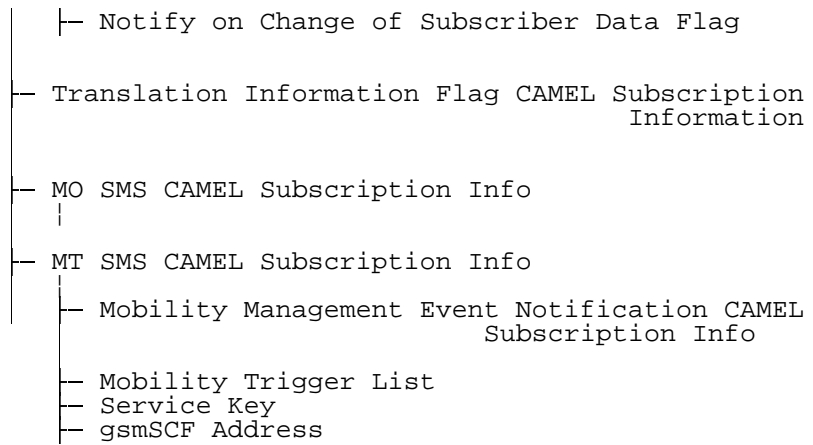 Notify on Change of Subscriber Data Flag
Translation Information Flag CAMEL Subscription
Information
MO SMS CAMEL Subscription Info
MT SMS CAMEL Subscription Info
Mobility Management Event Notification CAMEL
Subscription Info
Mobility Trigger List
Service Key
gsmSCF Address